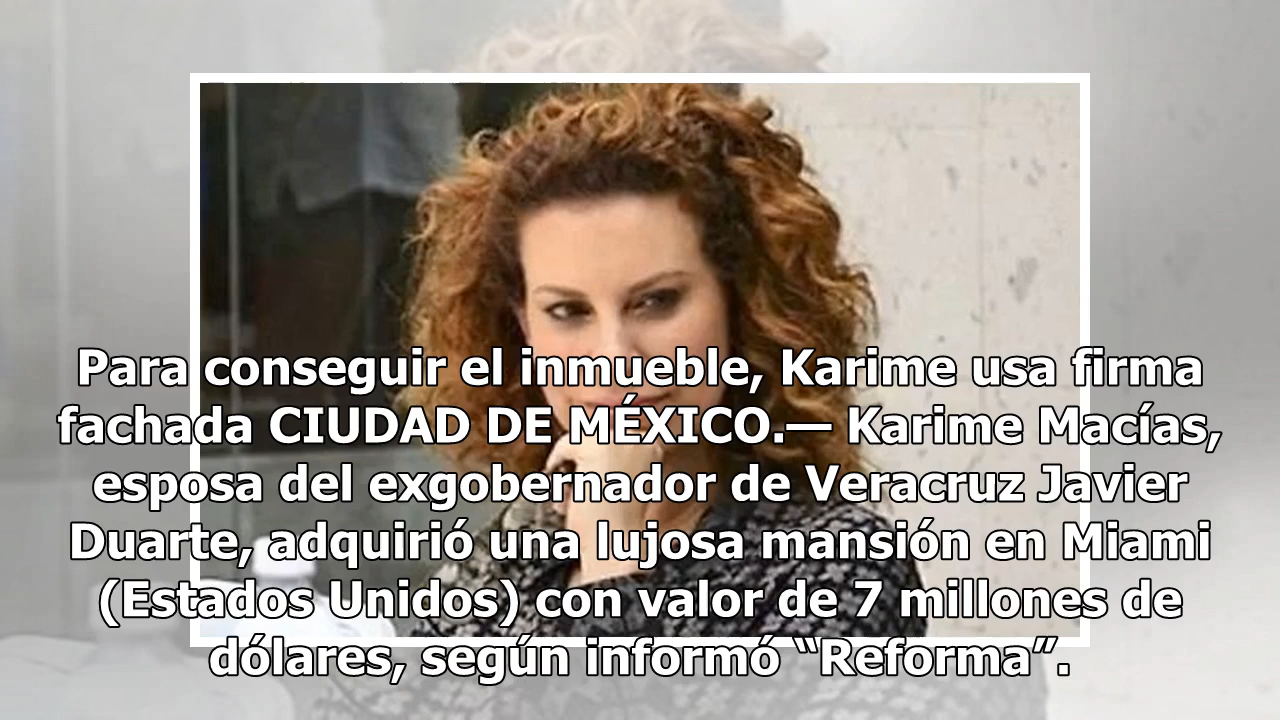 Para conseguir el inmueble, Karime usa firma
fachada CIUDAD DE MÉXICO.— Karime Macías,
esposa del exgobernador de Veracruz Javier
Duarte, adquirió una lujosa mansión en Miami
(Estados Unidos) con valor de 7 millones de
dólares, según informó “Reforma”.